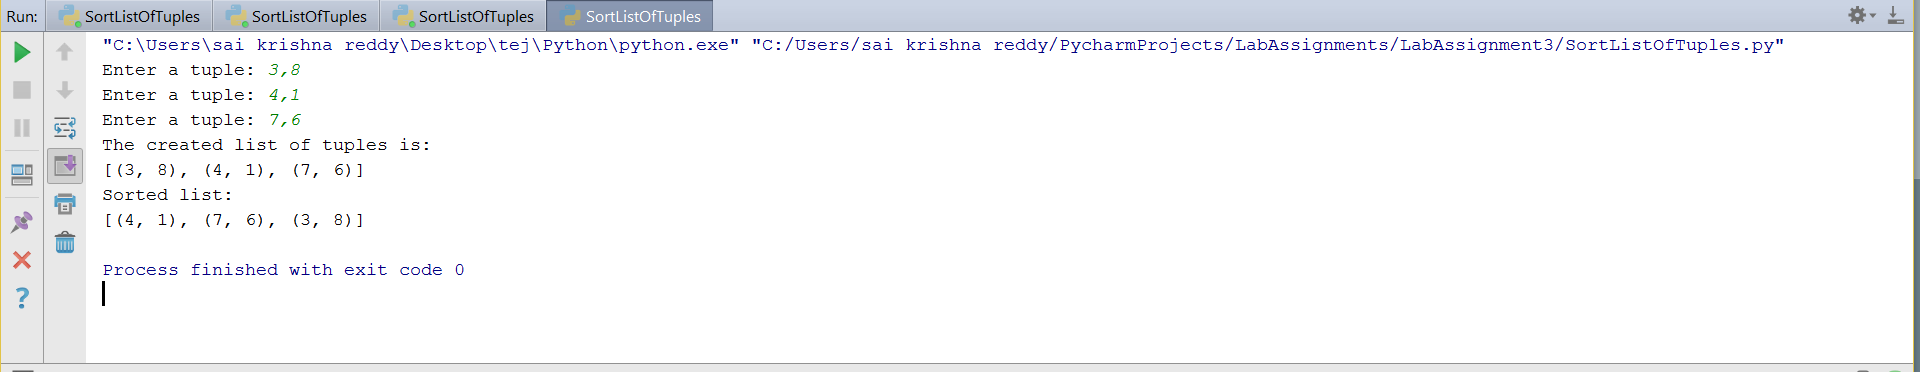 Run: SortListOfTuples SortListOfTuples SortListOfTuples SortListOfTuples
"C:\Users\sai krishna reddy\Desktop\tej\Python\python.exe" "C:/Users/sai krishna reddy/PycharmProjects/LabAssignments/LabAssignment3/SortListOfTuples.py"
Enter a tuple: 3,8
Enter a tuple: 4,1
Enter a tuple: 7,6
The created list of tuples is:
[(3, 8), (4, 1), (7, 6)]
Sorted list:
[(4, 1), (7, 6), (3, 8)]
Process finished with exit code 0